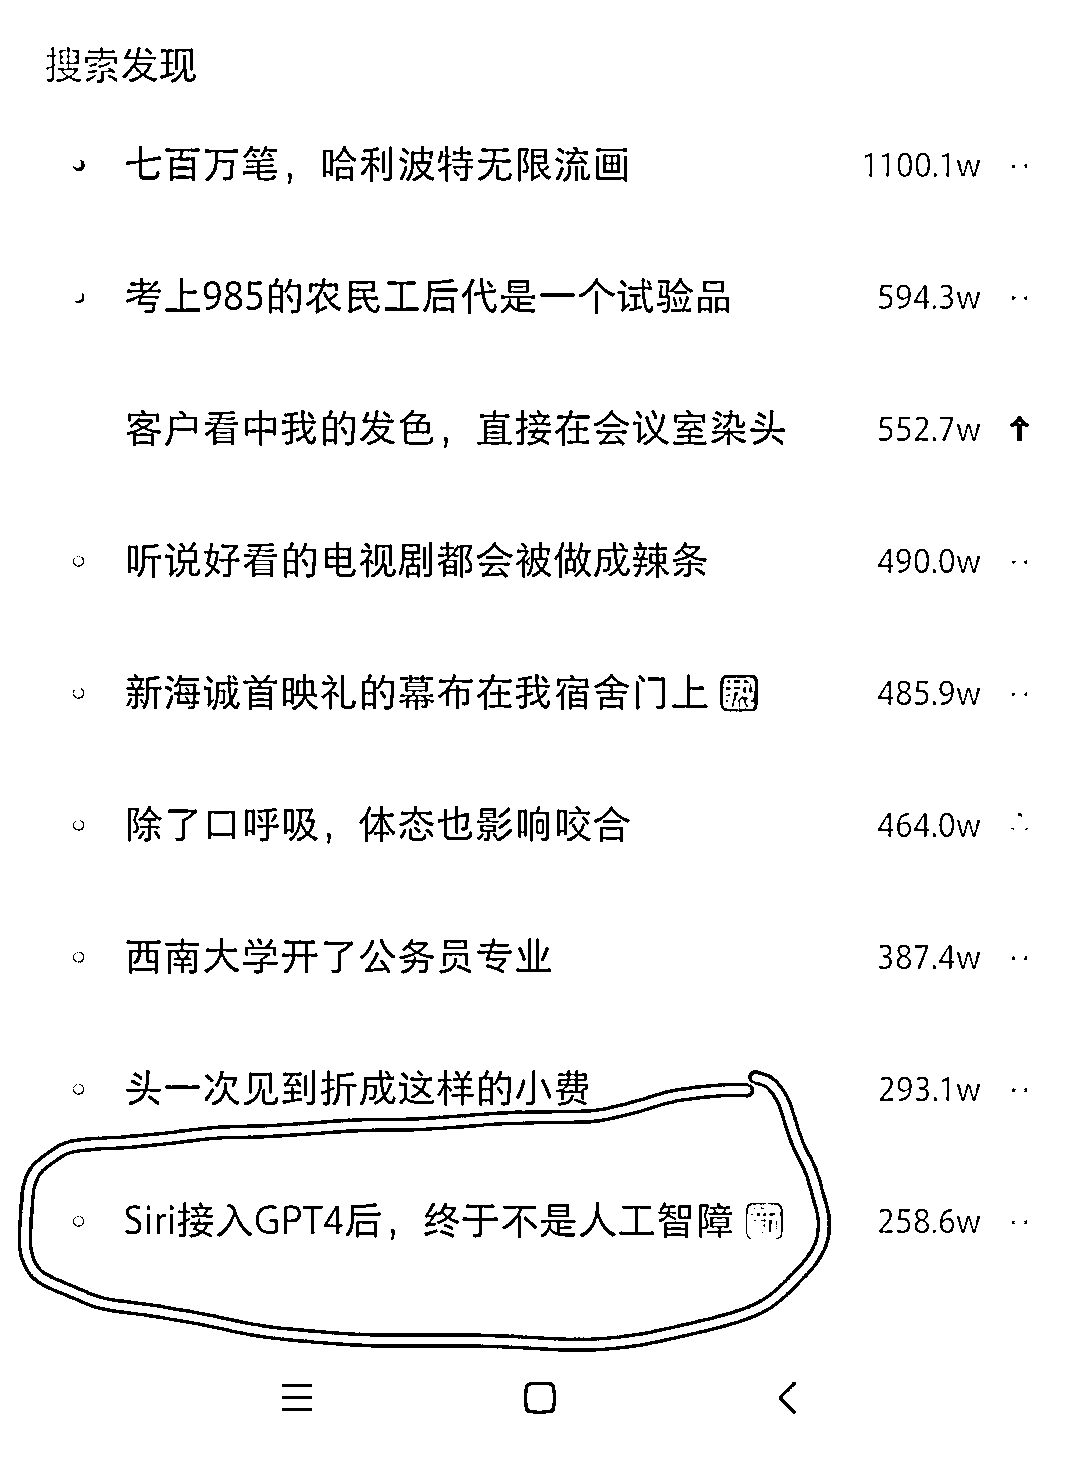 搜索发现
七百万笔，哈利波特无限流画 1100.1w
考上985的农民工后代是一个试验品 594.3w
客户看中我的发色，直接在会议室染头 552.7w
听说好看的电视剧都会被做成辣条 490.0w
新海诚首映礼的幕布在我宿舍门上 热 485.9w
除了口呼吸，体态也影响咬合 464.0w
西南大学开了公务员专业 387.4w
头一次见到折成这样的小费 293.1w
Siri接入GPT4后，终于不是人工智障 新 258.6w